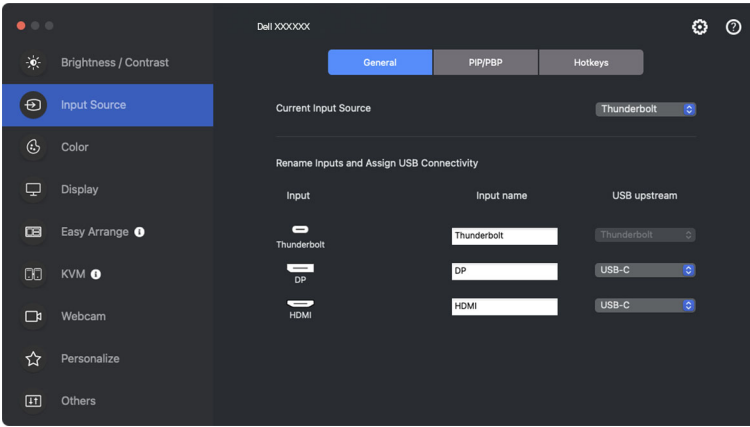 Dell XXXXXX
Brightness / Contrast
General PIP/PBP Hotkeys
Input Source
Current Input Source Thunderbolt
Color
Rename Inputs and Assign USB Connectivity
Display
Input Input name USB upstream
Easy Arrange
Thunderbolt Thunderbolt Thunderbolt
KVM
DP DP USB-C
Webcam
HDMI HDMI USB-C
Personalize
Others